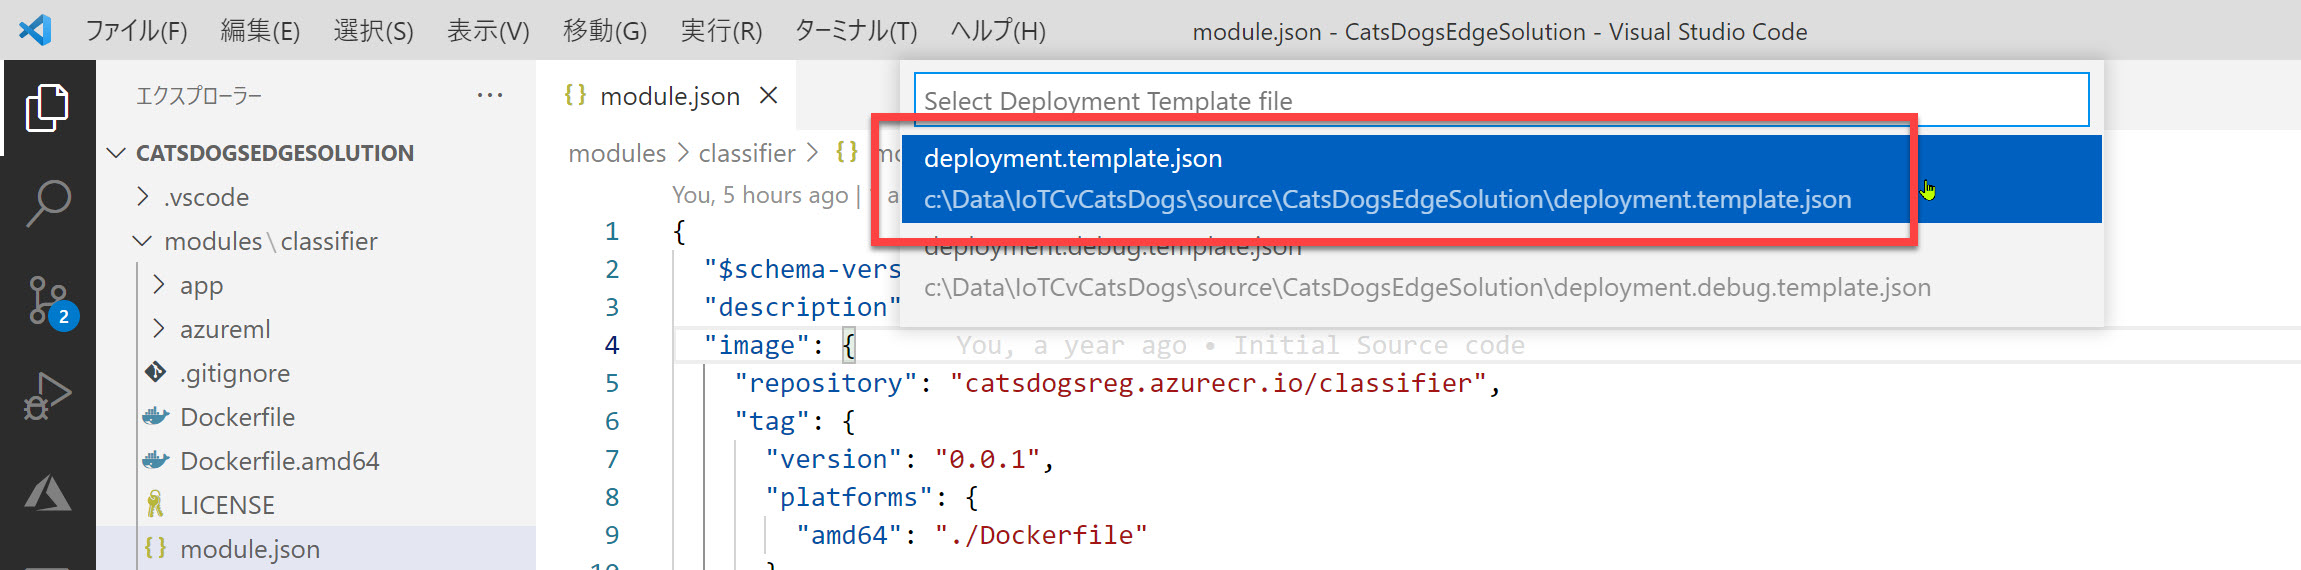 ファイル(F) 編集(E) 選択(S) 表示(V) 移動(G) 実行(R) ターミナル(T) ヘルプ(H) module.json - CatsDogsEdgeSolution - Visual Studio Code
エクスプローラー ···
CATSDOGSEDGESOLUTION
.vscode
modules\classifier
app
azureml
.gitignore
Dockerfile
Dockerfile.amd64
LICENSE
{} module.json
2
{} module.json ×
modules > classifier > {}
You, 5 hours ago |
Select Deployment Template file
deployment.template.json
c:\Data\IoTCvCatsDogs\source\CatsDogsEdgeSolution\deployment.template.json
deployment.debug.template.json
c:\Data\IoTCvCatsDogs\source\CatsDogsEdgeSolution\deployment.debug.template.json
1 {
2 "$schema-vers
3 "description"
4 "image": { You, a year ago • Initial Source code
5 "repository": "catsdogsreg.azurecr.io/classifier",
6 "tag": {
7 "version": "0.0.1",
8 "platforms": {
9 "amd64": "./Dockerfile"
10 }